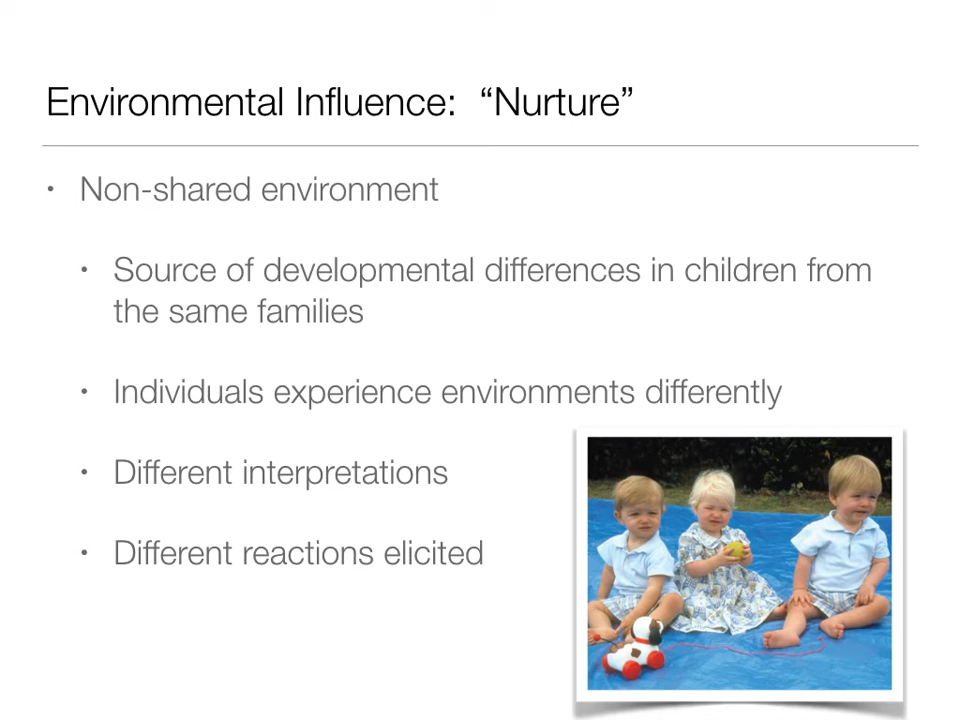 Environmental Influence: “Nurture”
• Non-shared environment
• Source of developmental differences in children from
the same families
• Individuals experience environments differently
• Different interpretations
• Different reactions elicited